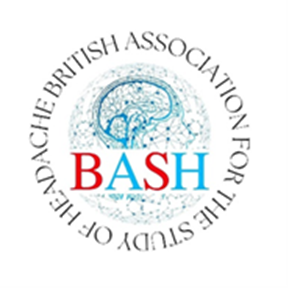 BRITISH ASSOCIATION FOR THE STUDY OF HEADACHE
BASH